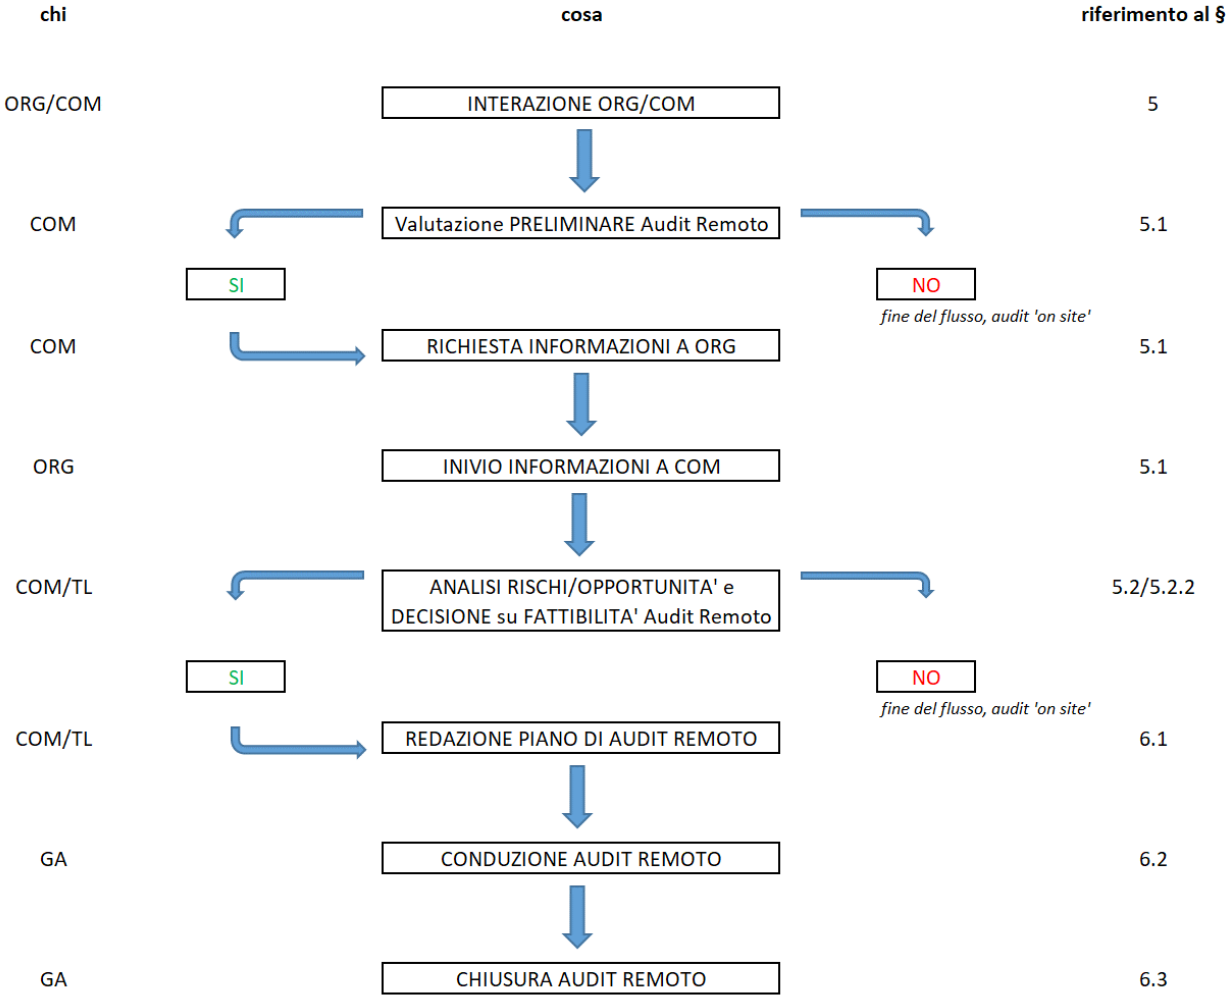 chi cosa riferimento al §
ORG/COM INTERAZIONE ORG/COM 5
COM Valutazione PRELIMINARE Audit Remoto 5.1
SI NO
fine del flusso, audit 'on site'
COM RICHIESTA INFORMAZIONI A ORG 5.1
ORG INIVIO INFORMAZIONI A COM 5.1
COM/TL ANALISI RISCHI/OPPORTUNITA' e 5.2/5.2.2
DECISIONE su FATTIBILITA' Audit Remoto
SI NO
fine del flusso, audit 'on site'
COM/TL REDAZIONE PIANO DI AUDIT REMOTO 6.1
GA CONDUZIONE AUDIT REMOTO 6.2
GA CHIUSURA AUDIT REMOTO 6.3